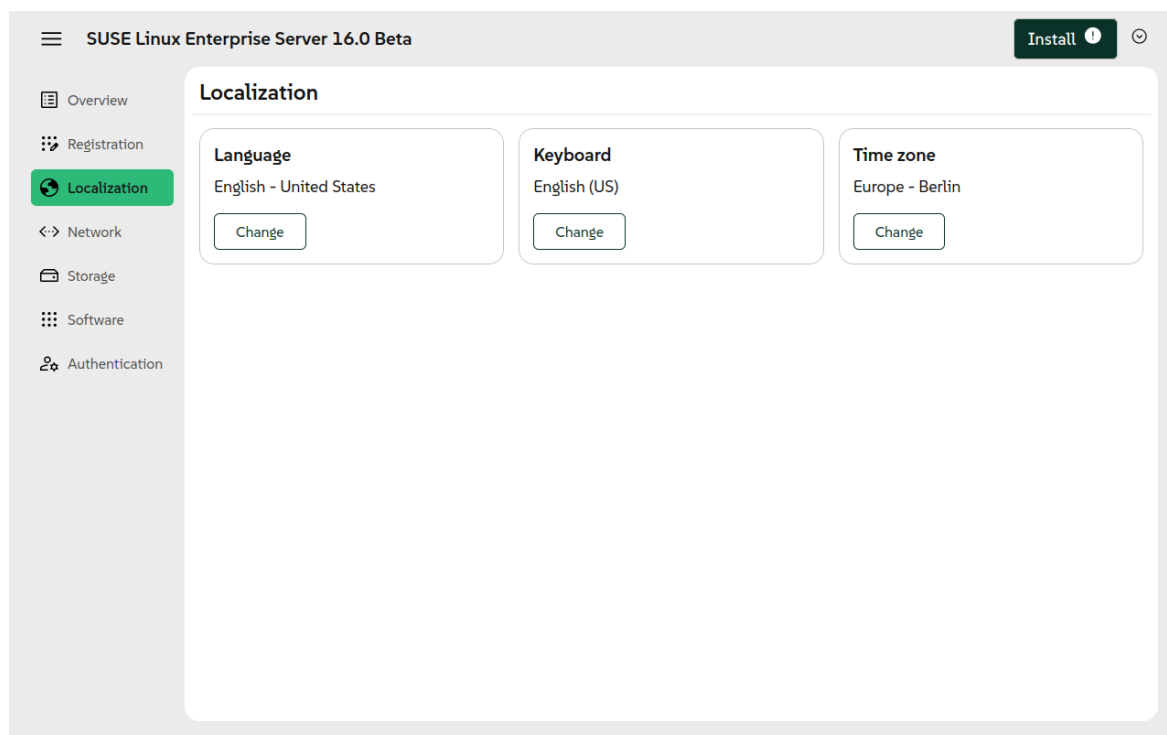 SUSE Linux Enterprise Server 16.0 Beta
Install !
Overview
Registration
Localization
Network
Storage
Software
Authentication
Localization
Language
English - United States
Change
Keyboard
English (US)
Change
Time zone
Europe - Berlin
Change